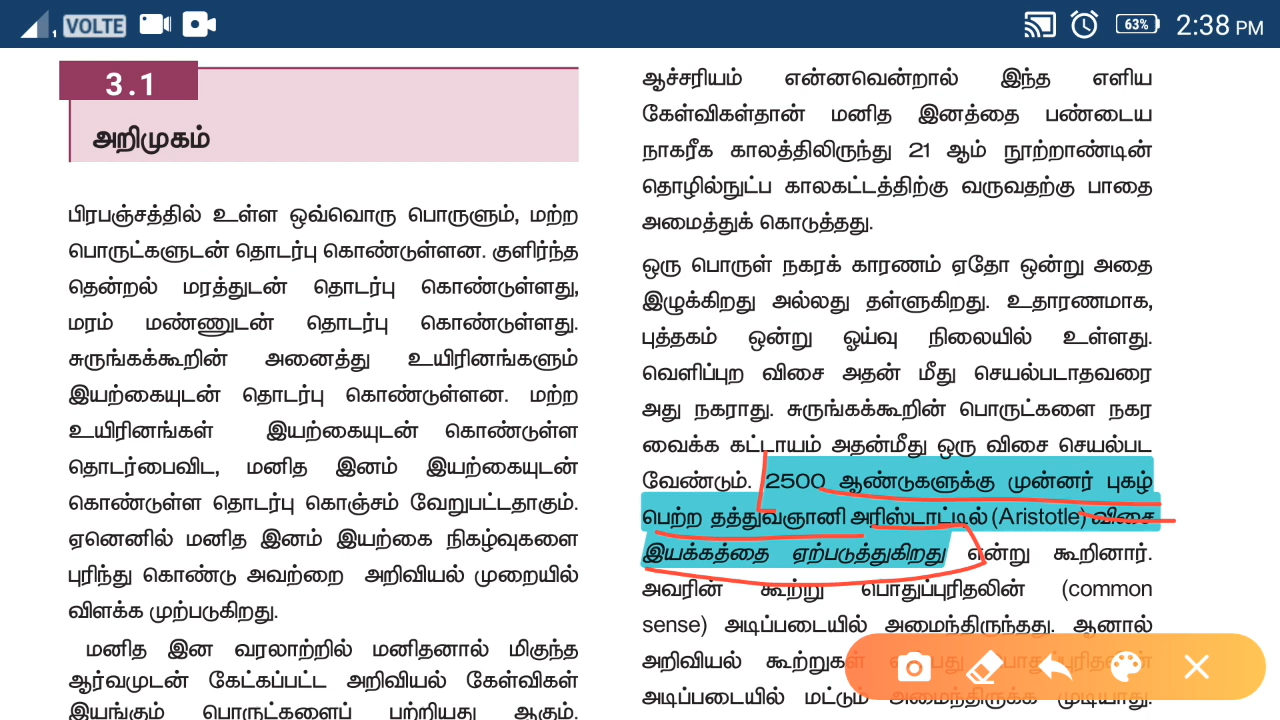 1 VOLTE 63% 2:38 PM
3.1
அறிமுகம்
பிரபஞ்சத்தில் உள்ள ஒவ்வொரு பொருளும், மற்ற
பொருட்களுடன் தொடர்பு கொண்டுள்ளன. குளிர்ந்த
தென்றல் மரத்துடன் தொடர்பு கொண்டுள்ளது,
மரம் மண்ணுடன் தொடர்பு கொண்டுள்ளது.
சுருங்கக்கூறின் அனைத்து உயிரினங்களும்
இயற்கையுடன் தொடர்பு கொண்டுள்ளன. மற்ற
உயிரினங்கள் இயற்கையுடன் கொண்டுள்ள
தொடர்பைவிட, மனித இனம் இயற்கையுடன்
கொண்டுள்ள தொடர்பு கொஞ்சம் வேறுபட்டதாகும்.
ஏனெனில் மனித இனம் இயற்கை நிகழ்வுகளை
புரிந்து கொண்டு அவற்றை அறிவியல் முறையில்
விளக்க முற்படுகிறது.
மனித இன வரலாற்றில் மனிதனால் மிகுந்த
ஆர்வமுடன் கேட்கப்பட்ட அறிவியல் கேள்விகள்
இயங்கும் பொருட்களைப் பற்றியது ஆகும்.
ஆச்சரியம் என்னவென்றால் இந்த எளிய
கேள்விகள்தான் மனித இனத்தை பண்டைய
நாகரீக காலத்திலிருந்து 21 ஆம் நூற்றாண்டின்
தொழில்நுட்ப காலகட்டத்திற்கு வருவதற்கு பாதை
அமைத்துக் கொடுத்தது.
ஒரு பொருள் நகரக் காரணம் ஏதோ ஒன்று அதை
இழுக்கிறது அல்லது தள்ளுகிறது. உதாரணமாக,
புத்தகம் ஒன்று ஓய்வு நிலையில் உள்ளது.
வெளிப்புற விசை அதன் மீது செயல்படாதவரை
அது நகராது. சுருங்கக்கூறின் பொருட்களை நகர
வைக்க கட்டாயம் அதன்மீது ஒரு விசை செயல்பட
வேண்டும். 2500 ஆண்டுகளுக்கு முன்னர் புகழ்
பெற்ற தத்துவஞானி அரிஸ்டாட்டில் (Aristotle) விசை
இயக்கத்தை ஏற்படுத்துகிறது என்று கூறினார்.
அவரின் கூற்று பொதுப்புரிதலின் (common
sense) அடிப்படையில் அமைந்திருந்தது. ஆனால்
அறிவியல் கூற்றுகள்
அடிப்படையில் மட்டும் அமைந்திருக்க முடியாது.